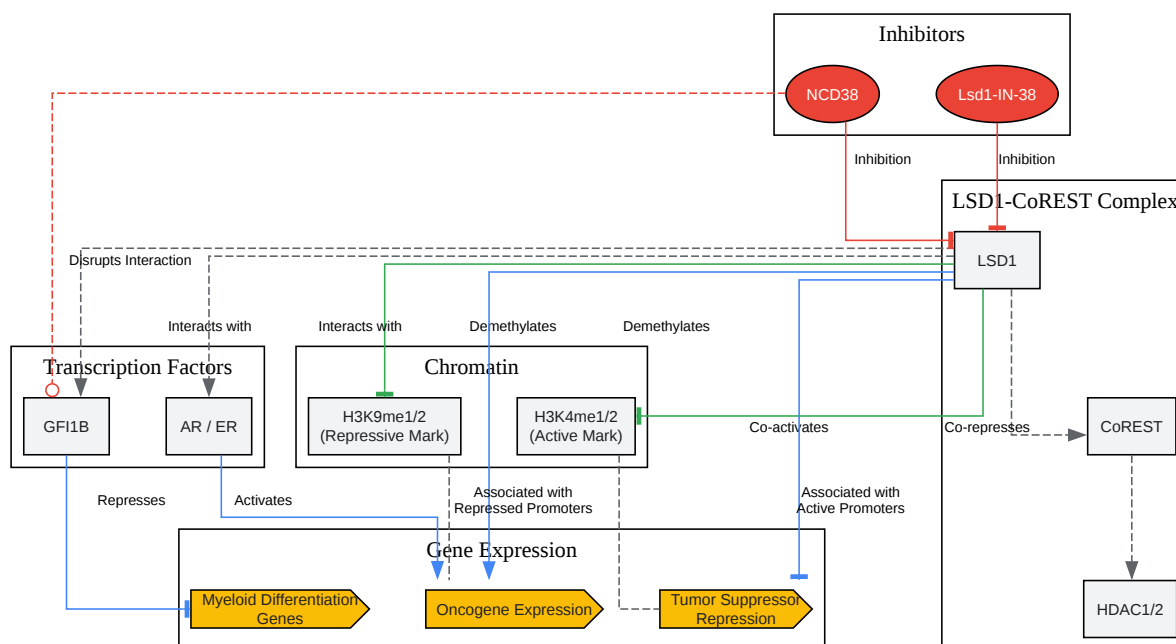 Inhibitors
NCD38
Lsd1-IN-38
Inhibition
Inhibition
LSD1-CoREST Complex
LSD1
Disrupts Interaction
Interacts with
Interacts with
Demethylates
Demethylates
Transcription Factors
Chromatin
GFI1B
AR / ER
H3K9me1/2
(Repressive Mark)
H3K4me1/2
(Active Mark)
Co-activates
Co-represses
CoREST
Represses
Activates
Associated with
Repressed Promoters
Associated with
Active Promoters
Gene Expression
Myeloid Differentiation
Genes
Oncogene Expression
Tumor Suppressor
Repression
HDAC1/2